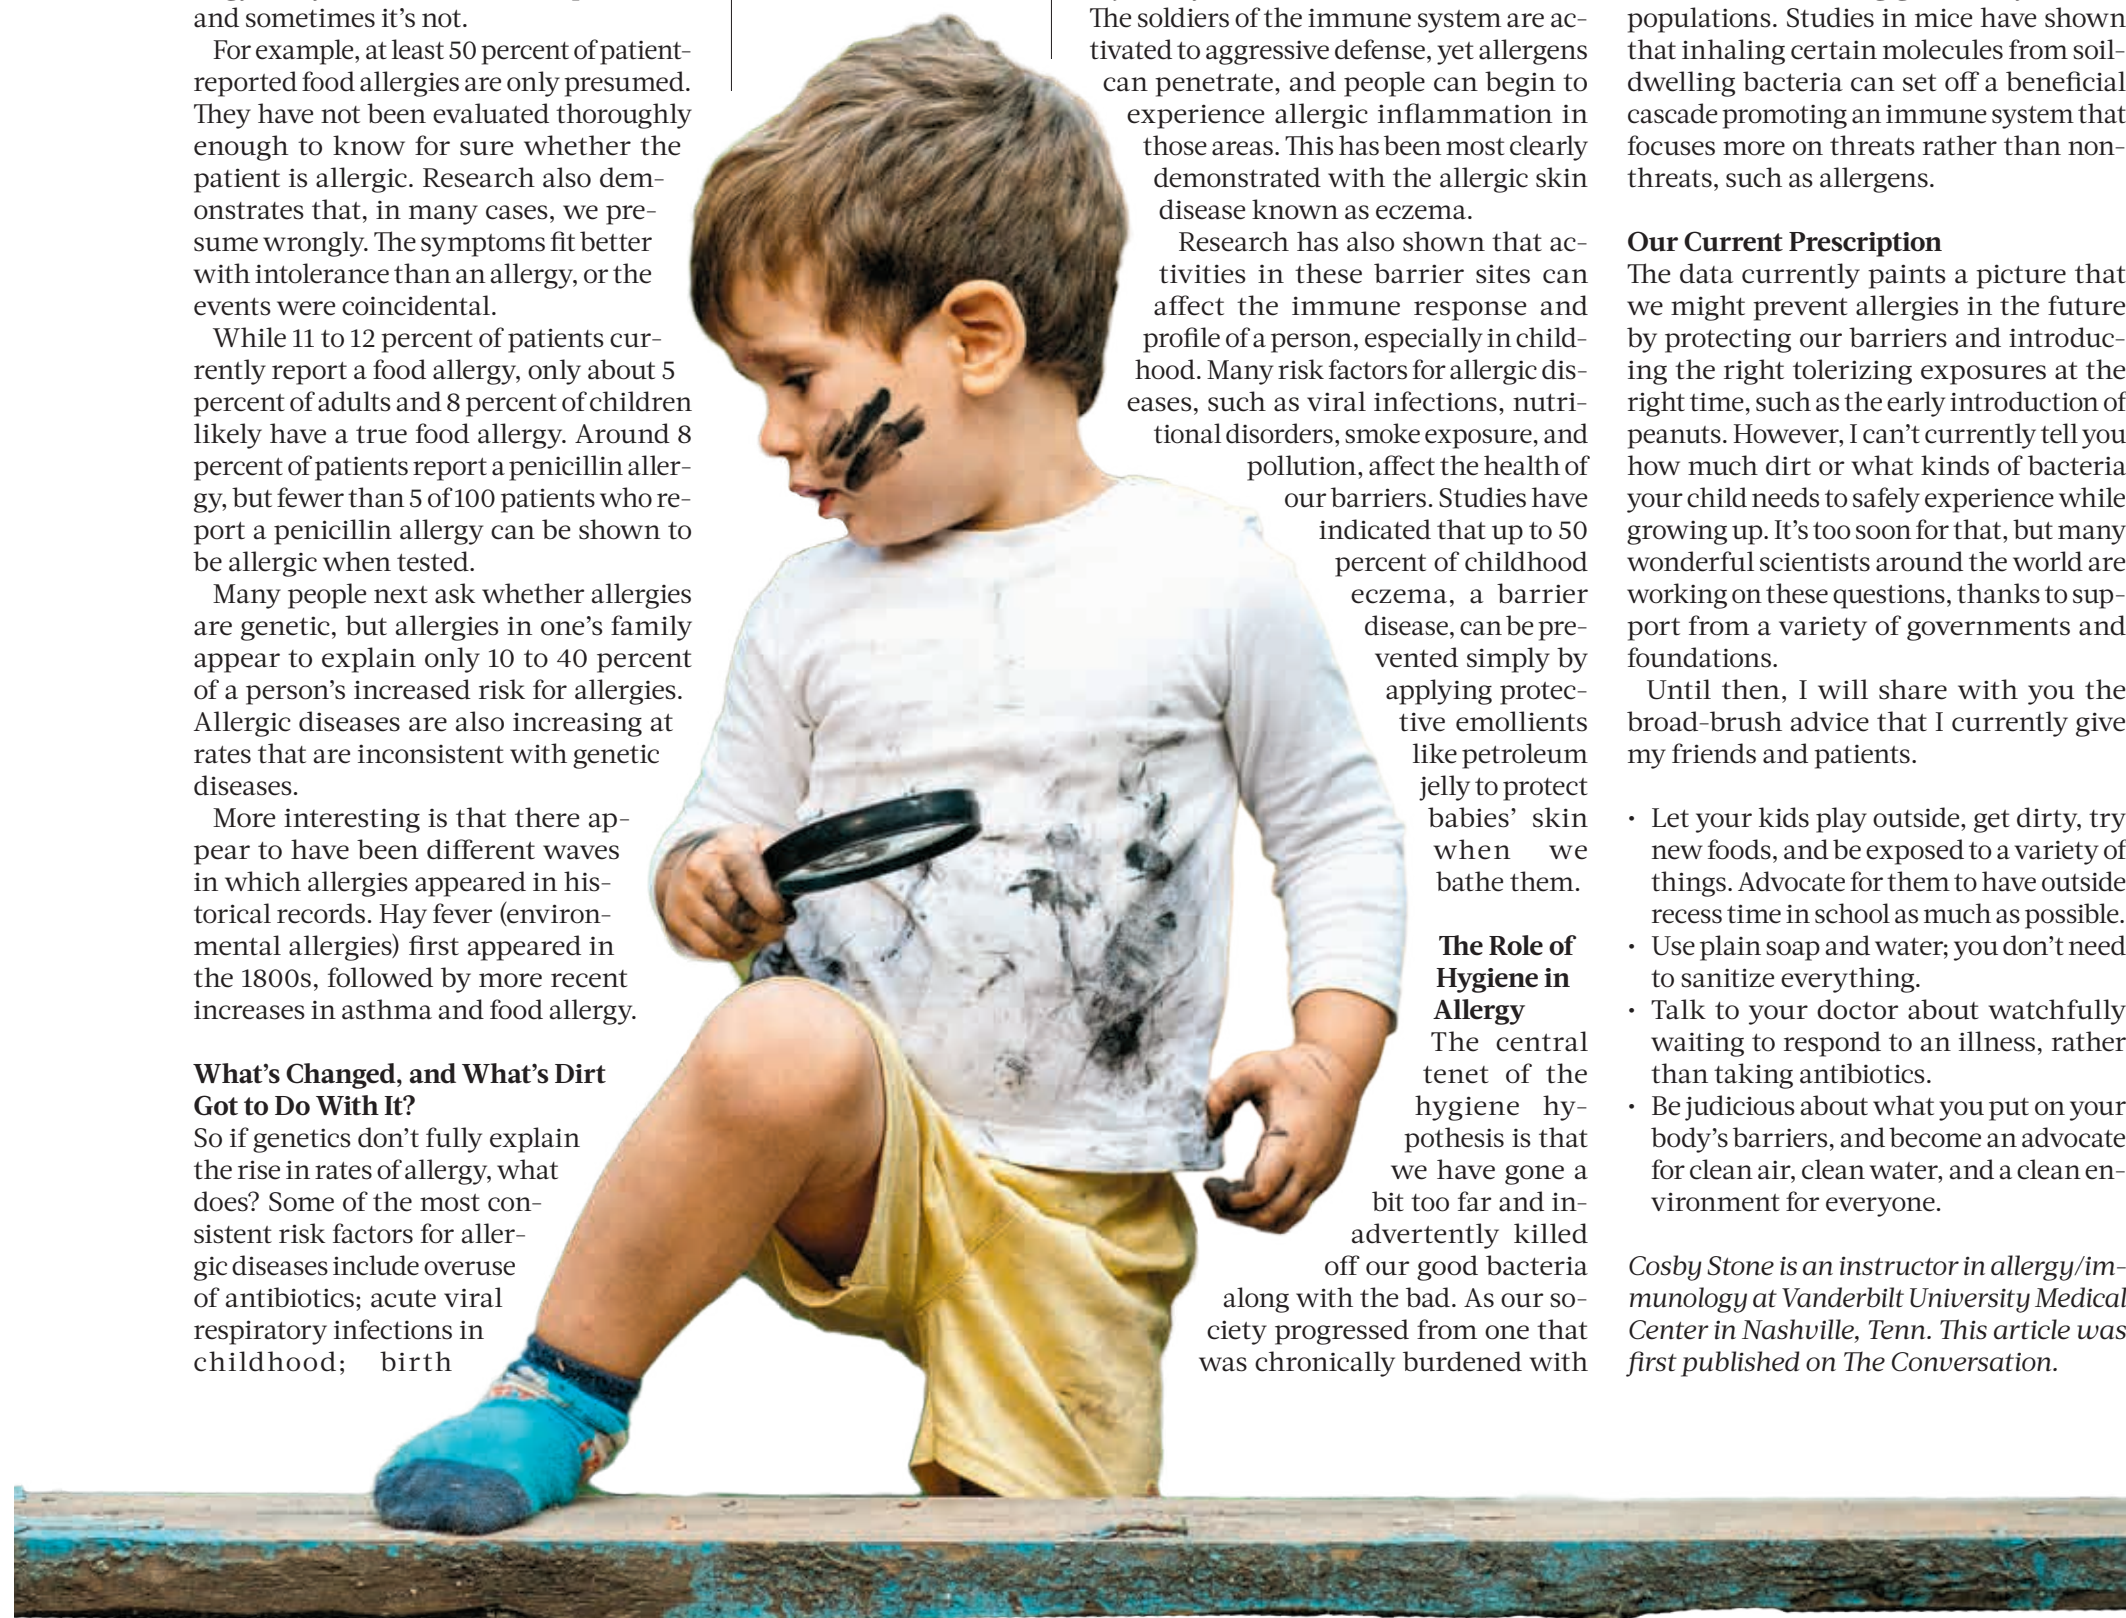 and sometimes it’s not.
For example, at least 50 percent of patient-
reported food allergies are only presumed.
They have not been evaluated thoroughly
enough to know for sure whether the
patient is allergic. Research also dem-
onstrates that, in many cases, we pre-
sume wrongly. The symptoms fit better
with intolerance than an allergy, or the
events were coincidental.
While 11 to 12 percent of patients cur-
rently report a food allergy, only about 5
percent of adults and 8 percent of children
likely have a true food allergy. Around 8
percent of patients report a penicillin aller-
gy, but fewer than 5 of 100 patients who re-
port a penicillin allergy can be shown to
be allergic when tested.
Many people next ask whether allergies
are genetic, but allergies in one’s family
appear to explain only 10 to 40 percent
of a person’s increased risk for allergies.
Allergic diseases are also increasing at
rates that are inconsistent with genetic
diseases.
More interesting is that there ap-
pear to have been different waves
in which allergies appeared in his-
torical records. Hay fever (environ-
mental allergies) first appeared in
the 1800s, followed by more recent
increases in asthma and food allergy.
What’s Changed, and What’s Dirt
Got to Do With It?
So if genetics don’t fully explain
the rise in rates of allergy, what
does? Some of the most con-
sistent risk factors for aller-
gic diseases include overuse
of antibiotics; acute viral
respiratory infections in
childhood; birth
The soldiers of the immune system are ac-
tivated to aggressive defense, yet allergens
can penetrate, and people can begin to
experience allergic inflammation in
those areas. This has been most clearly
demonstrated with the allergic skin
disease known as eczema.
Research has also shown that ac-
tivities in these barrier sites can
affect the immune response and
profile of a person, especially in child-
hood. Many risk factors for allergic dis-
eases, such as viral infections, nutri-
tional disorders, smoke exposure, and
pollution, affect the health of
our barriers. Studies have
indicated that up to 50
percent of childhood
eczema, a barrier
disease, can be pre-
vented simply by
applying protec-
tive emollients
like petroleum
jelly to protect
babies’ skin
when we
bathe them.
The Role of
Hygiene in
Allergy
The central
tenet of the
hygiene hy-
pothesis is that
we have gone a
bit too far and in-
advertently killed
off our good bacteria
along with the bad. As our so-
ciety progressed from one that
was chronically burdened with
populations. Studies in mice have shown
that inhaling certain molecules from soil-
dwelling bacteria can set off a beneficial
cascade promoting an immune system that
focuses more on threats rather than non-
threats, such as allergens.
Our Current Prescription
The data currently paints a picture that
we might prevent allergies in the future
by protecting our barriers and introduc-
ing the right tolerizing exposures at the
right time, such as the early introduction of
peanuts. However, I can’t currently tell you
how much dirt or what kinds of bacteria
your child needs to safely experience while
growing up. It’s too soon for that, but many
wonderful scientists around the world are
working on these questions, thanks to sup-
port from a variety of governments and
foundations.
Until then, I will share with you the
broad-brush advice that I currently give
my friends and patients.
• Let your kids play outside, get dirty, try
new foods, and be exposed to a variety of
things. Advocate for them to have outside
recess time in school as much as possible.
• Use plain soap and water; you don’t need
to sanitize everything.
• Talk to your doctor about watchfully
waiting to respond to an illness, rather
than taking antibiotics.
• Be judicious about what you put on your
body’s barriers, and become an advocate
for clean air, clean water, and a clean en-
vironment for everyone.
Cosby Stone is an instructor in allergy/im-
munology at Vanderbilt University Medical
Center in Nashville, Tenn. This article was
first published on The Conversation.